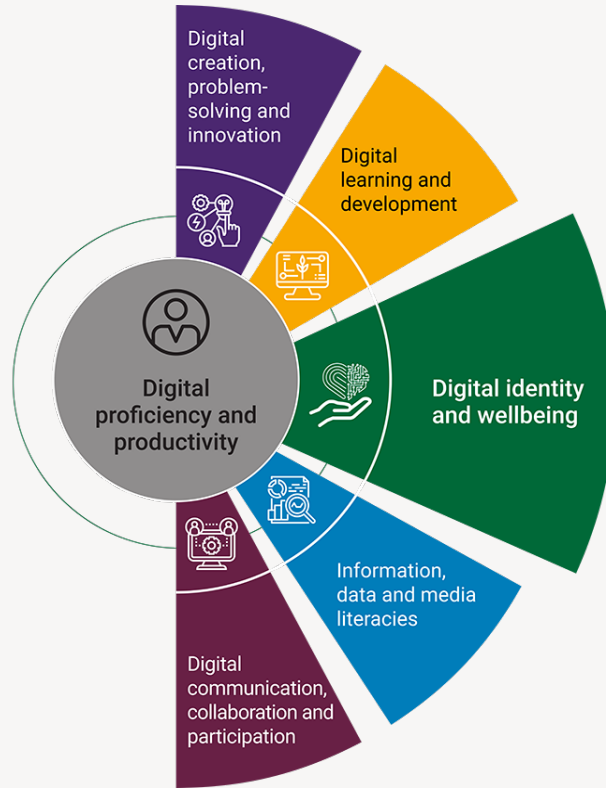 Digital
creation,
problem-
solving and
innovation
Digital
learning and
development
Digital identity
and wellbeing
Digital
proficiency and
productivity
Information,
data and media
literacies
Digital
communication,
collaboration and
participation